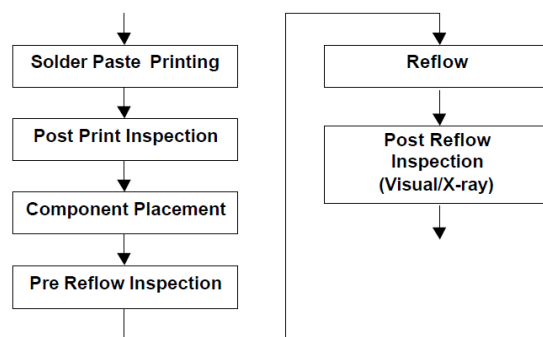 Solder Paste Printing
Post Print Inspection
Component Placement
Pre Reflow Inspection
Reflow
Post Reflow
Inspection
(Visual/X-ray)